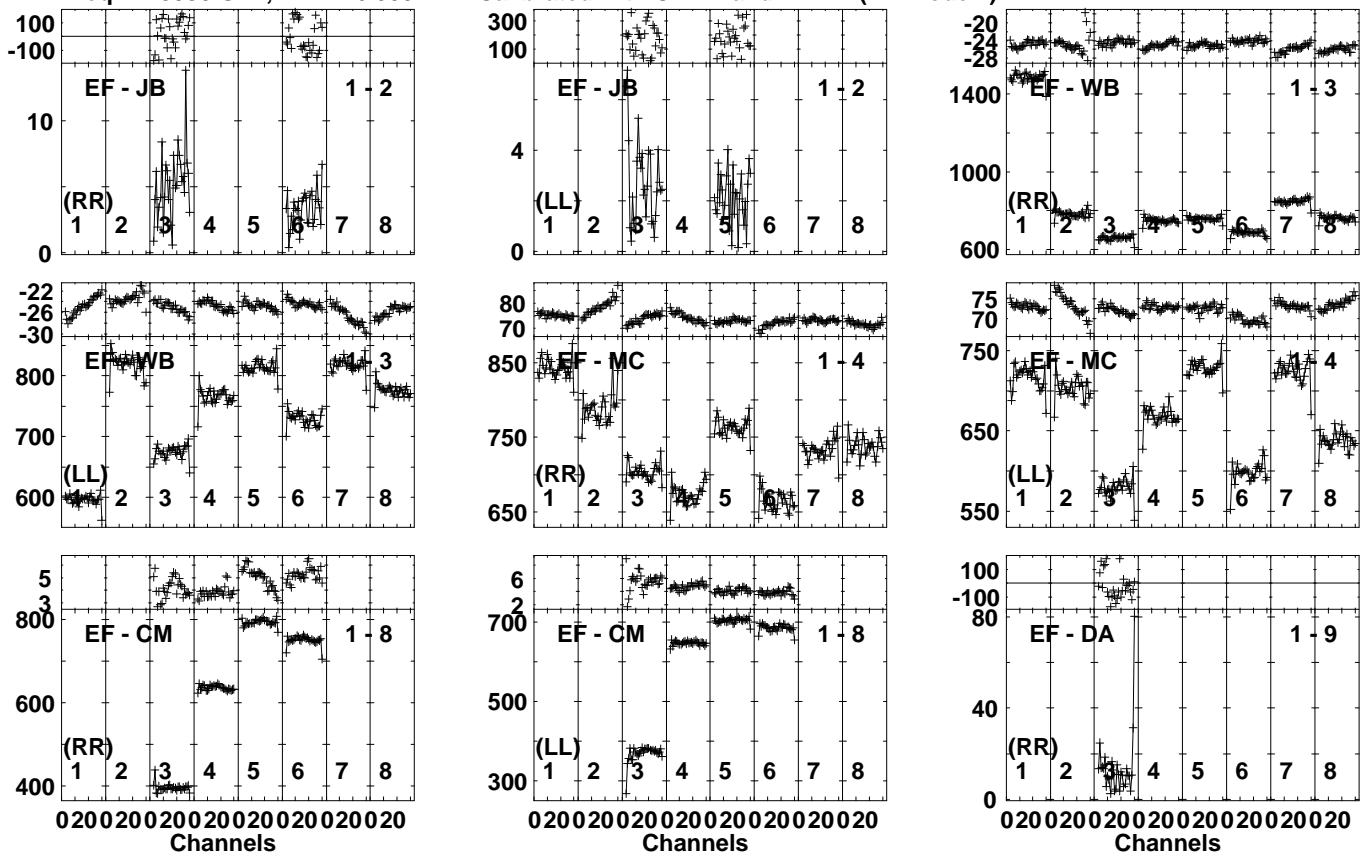 100
-100
EF - JB 1 - 2
10
(RR)
1 2 3 4 5 6 7 8
0
300
100
EF - JB 1 - 2
4
(LL)
1 2 3 4 5 6 7 8
0
-20
-24
-28
EF - WB 1 - 3
1400
1000
(RR)
1 2 3 4 5 6 7 8
600
-22
-26
-30
EF - WB 1 - 3
800
700
(LL)
600
1 2 3 4 5 6 7 8
80
70
EF - MC 1 - 4
850
750
(RR)
1 2 3 4 5 6 7 8
650
75
70
EF - MC 1 - 4
750
650
(LL)
1 2 3 4 5 6 7 8
550
5
3
800
EF - CM 1 - 8
600
(RR)
1 2 3 4 5 6 7 8
400
0 20 0 20 0 20 0 20 0 20 0 20 0 20 0 20
Channels
6
2
700
EF - CM 1 - 8
500
(LL)
1 2 3 4 5 6 7 8
300
0 20 0 20 0 20 0 20 0 20 0 20 0 20 0 20
Channels
100
-100
80
EF - DA 1 - 9
40
(RR)
1 2 3 4 5 6 7 8
0
0 20 0 20 0 20 0 20 0 20 0 20 0 20 0 20
Channels